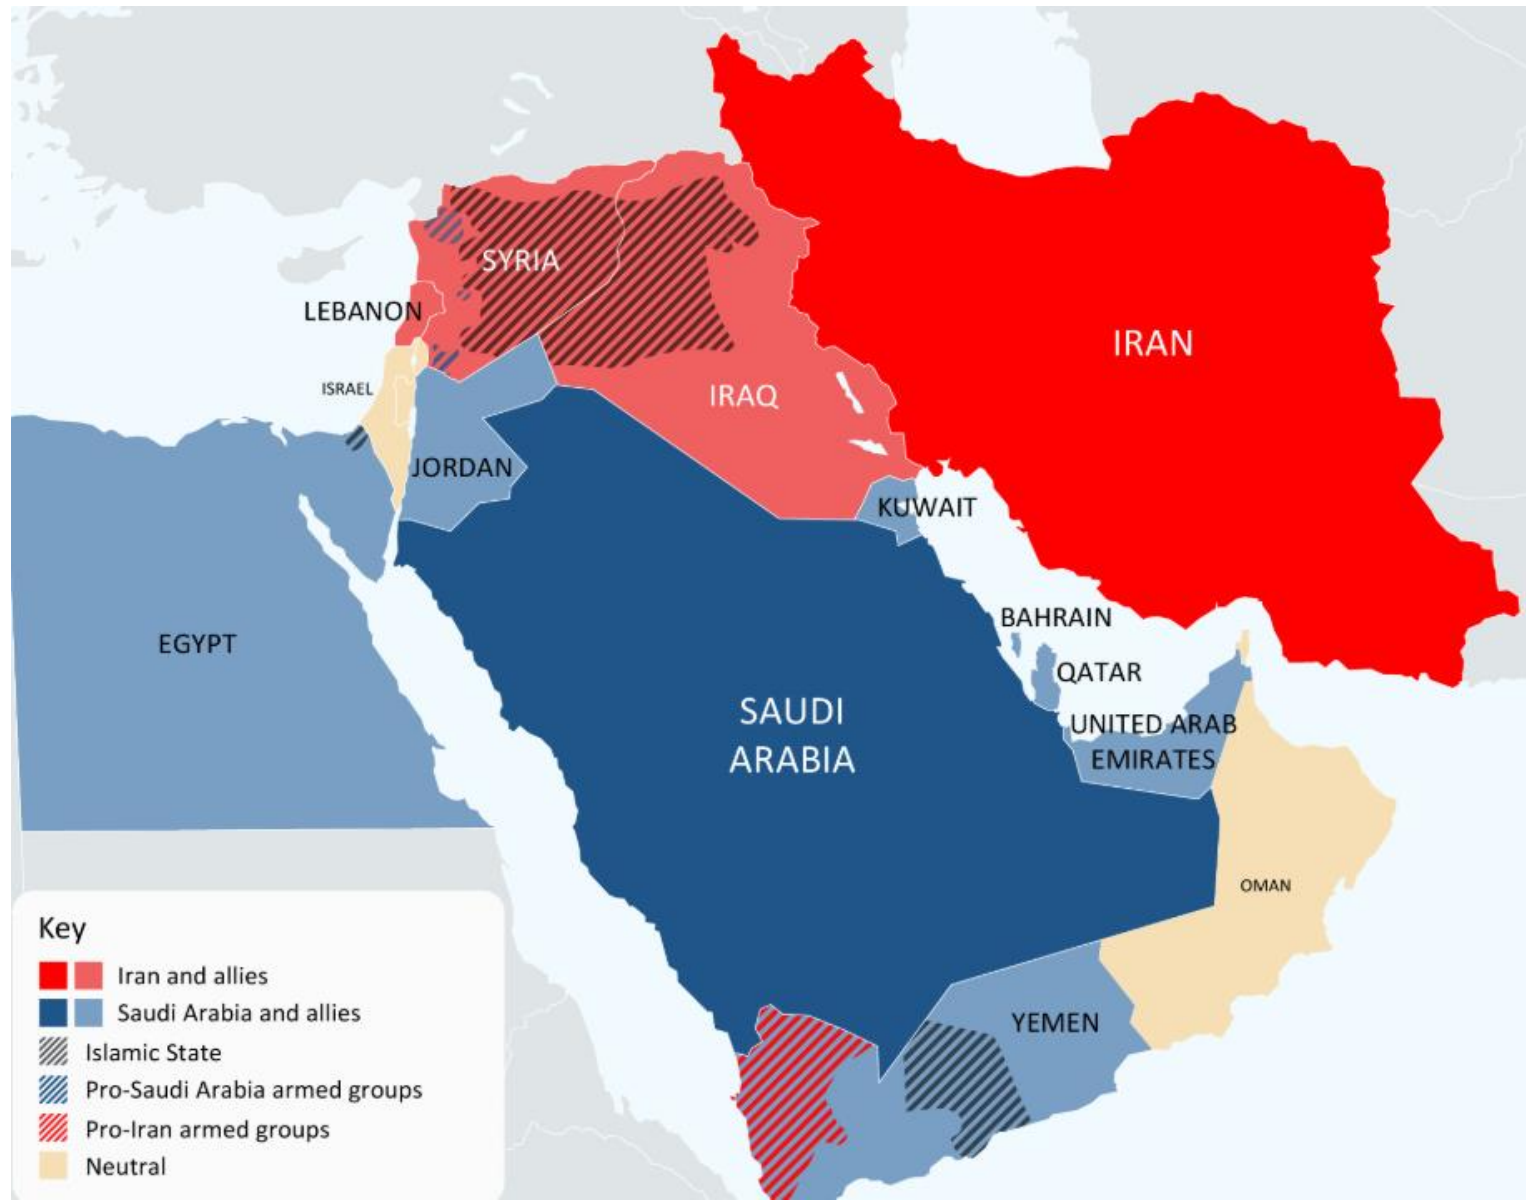 SYRIA
LEBANON
IRAN
ISRAEL
IRAQ
JORDAN
KUWAIT
BAHRAIN
EGYPT
QATAR
SAUDI
ARABIA
UNITED ARAB
EMIRATES
OMAN
YEMEN
Key
Iran and allies
Saudi Arabia and allies
Islamic State
Pro-Saudi Arabia armed groups
Pro-Iran armed groups
Neutral